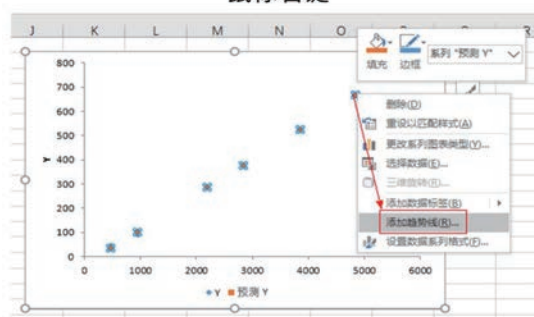 J K L M N O R
系列 "预测 Y"
填充 边框
800
700
600
500
400
300
200
100
0
Y
0 1000 2000 3000 4000 5000 6000
Y 预测 Y
删除(D)
重设以匹配样式(A)
更改系列图表类型(Y)...
选择数据(E)...
三维旋转(R)...
添加数据标签(B)
添加趋势线(R)...
设置数据系列格式(F)...